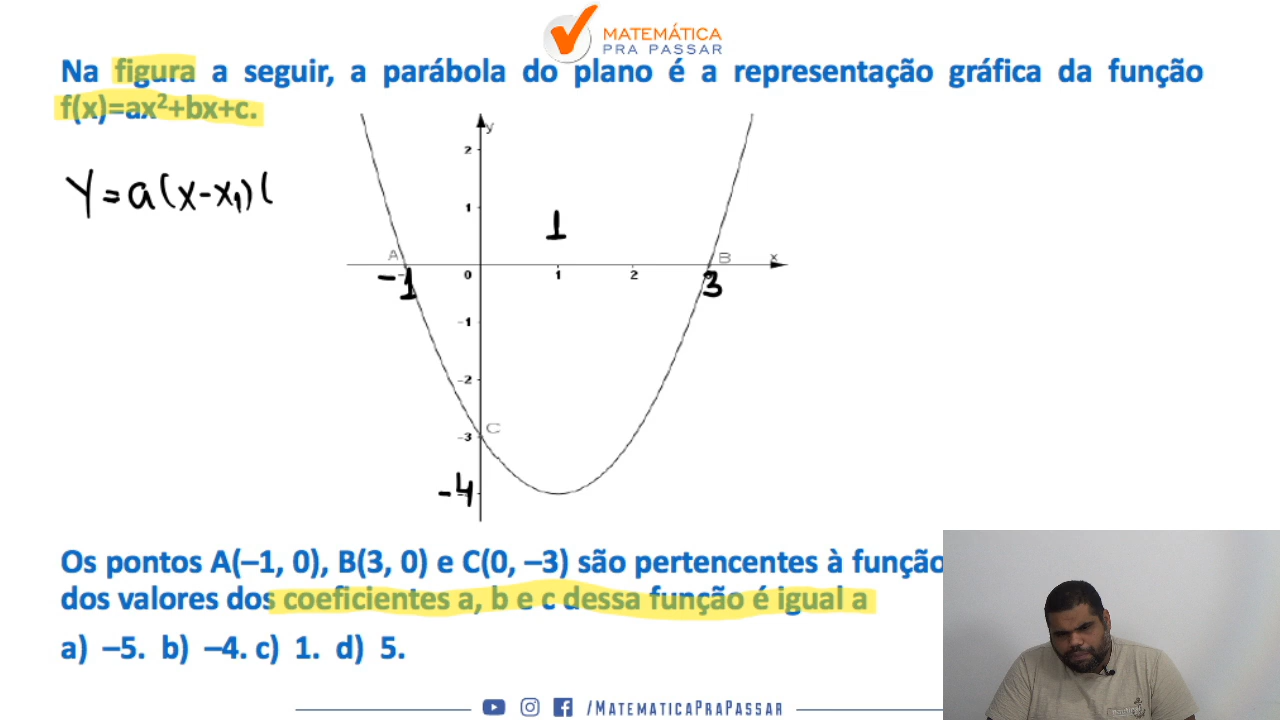 MATEMÁTICA
PRA PASSAR
Na figura a seguir, a parábola do plano é a representação gráfica da função
f(x)=ax²+bx+c.
y
2
Y=a(x-x₁)(
1
1
A
B
x
-1
0
1
2
3
-1
-2
C
-3
-4
Os pontos A(–1, 0), B(3, 0) e C(0, –3) são pertencentes à função
dos valores dos coeficientes a, b e c dessa função é igual a
a) –5. b) –4. c) 1. d) 5.
/MATEMATICAPRAPASSAR